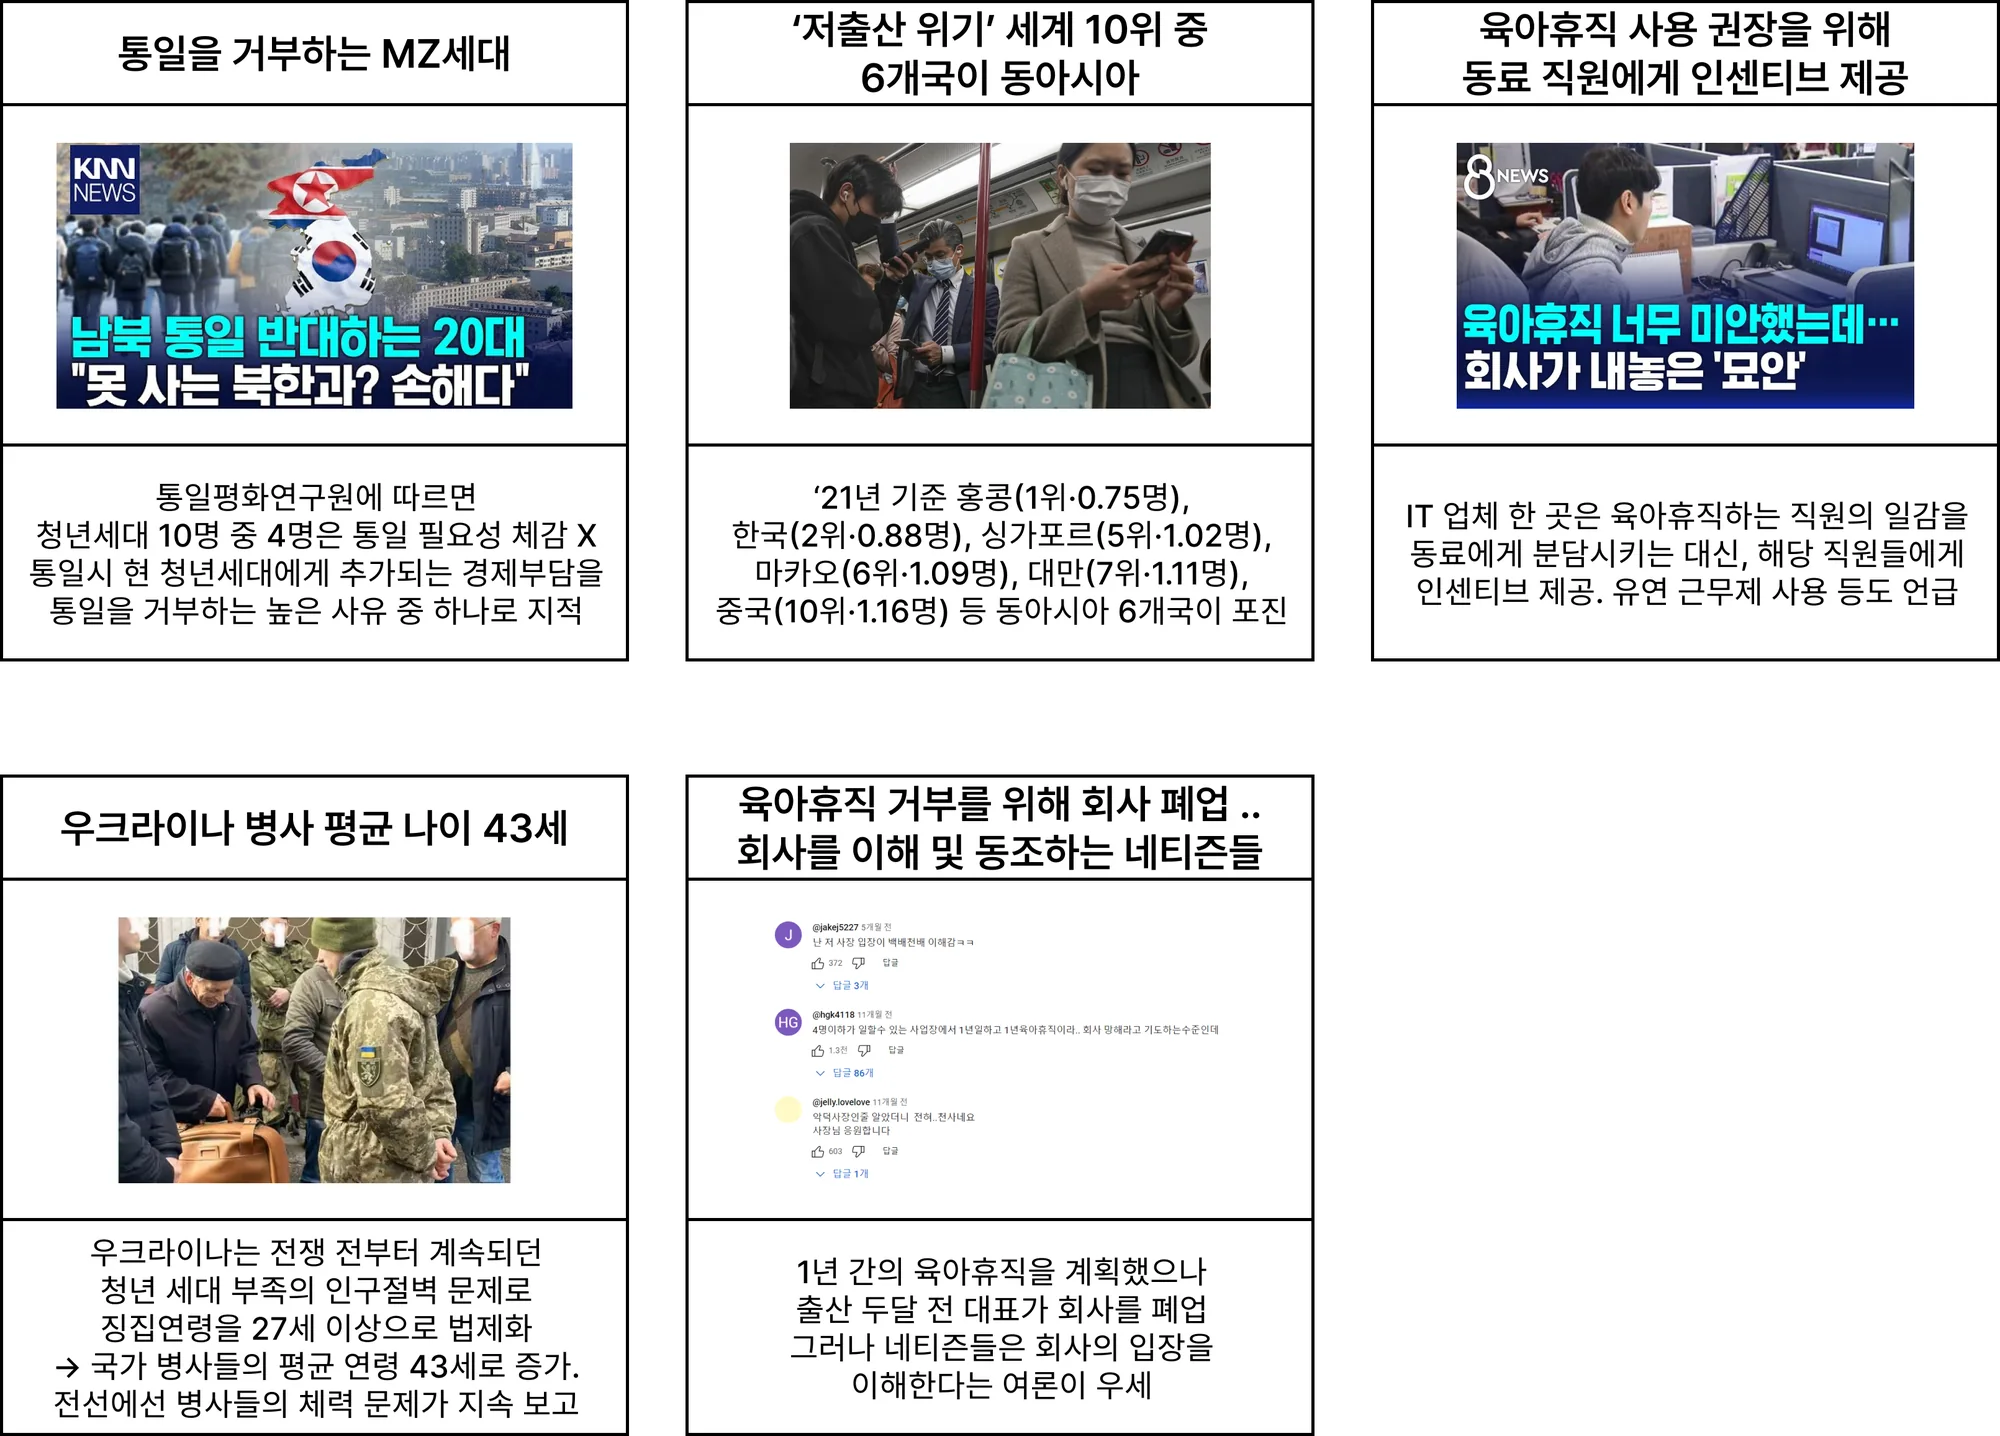 통일을 거부하는 MZ세대
KNN
NEWS
남북 통일 반대하는 20대
"못 사는 북한과? 손해다"
통일평화연구원에 따르면
청년세대 10명 중 4명은 통일 필요성 체감 X
통일시 현 청년세대에게 추가되는 경제부담을
통일을 거부하는 높은 사유 중 하나로 지적
‘저출산 위기’ 세계 10위 중
6개국이 동아시아
‘21년 기준 홍콩(1위·0.75명),
한국(2위·0.88명), 싱가포르(5위·1.02명),
마카오(6위·1.09명), 대만(7위·1.11명),
중국(10위·1.16명) 등 동아시아 6개국이 포진
육아휴직 사용 권장을 위해
동료 직원에게 인센티브 제공
8 NEWS
육아휴직 너무 미안했는데···
회사가 내놓은 '묘안'
IT 업체 한 곳은 육아휴직하는 직원의 일감을
동료에게 분담시키는 대신, 해당 직원들에게
인센티브 제공. 유연 근무제 사용 등도 언급
우크라이나 병사 평균 나이 43세
우크라이나는 전쟁 전부터 계속되던
청년 세대 부족의 인구절벽 문제로
징집연령을 27세 이상으로 법제화
→ 국가 병사들의 평균 연령 43세로 증가.
전선에선 병사들의 체력 문제가 지속 보고
육아휴직 거부를 위해 회사 폐업 ..
회사를 이해 및 동조하는 네티즌들
J
@jakej5227 5개월 전
난 저 사장 입장이 백배천배 이해감ㅋㅋ
372 답글
답글 3개
HG
@hgk4118 11개월 전
4명이하가 일할수 있는 사업장에서 1년일하고 1년육아휴직이라.. 회사 망해라고 기도하는수준인데
1.3천 답글
답글 86개
@jelly.lovelove 11개월 전
악덕사장인줄 알았더니 전혀..천사네요
사장님 응원합니다
603 답글
답글 1개
1년 간의 육아휴직을 계획했으나
출산 두달 전 대표가 회사를 폐업
그러나 네티즌들은 회사의 입장을
이해한다는 여론이 우세